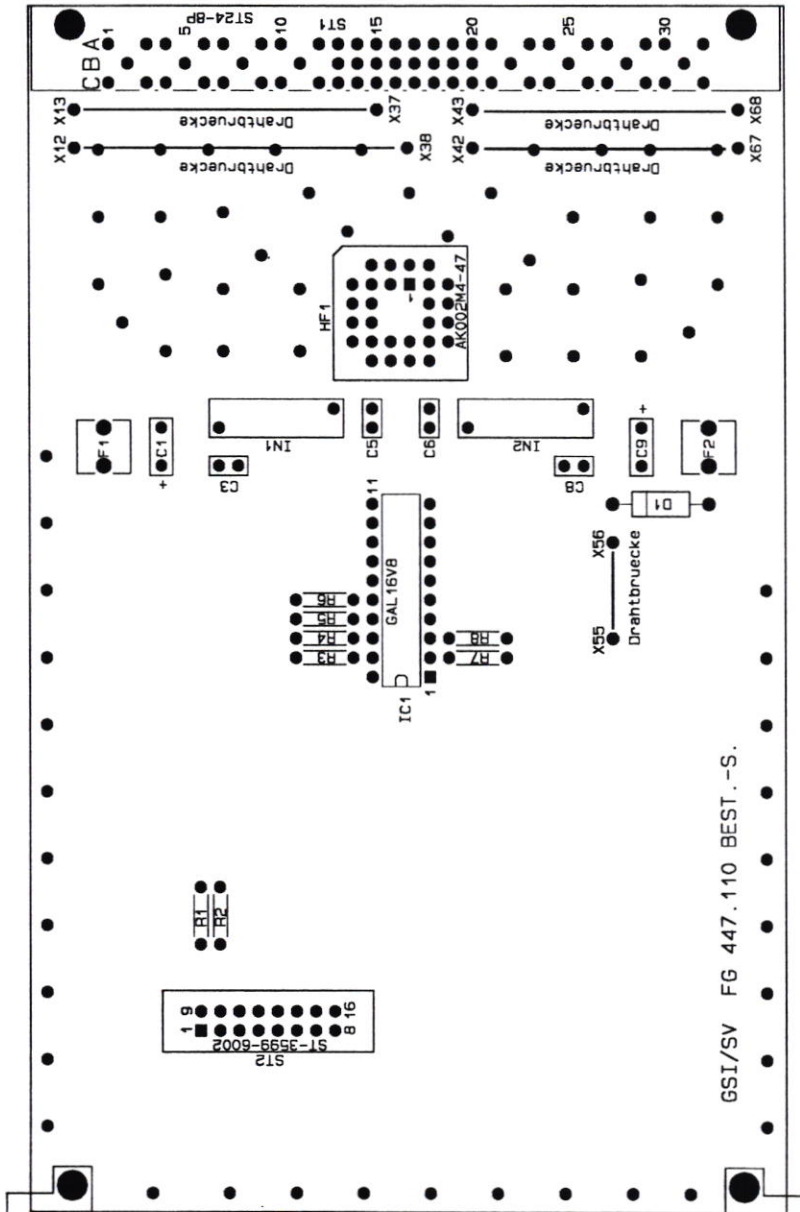 CBA
1
5
ST24-8P
10
ST1
15
20
25
30
X13
Drahtbruecke
X37
X43
Drahtbruecke
X68
X12
Drahtbruecke
X38
X42
Drahtbruecke
X67
HF1
1
AK002M4-47
F1
C1
+
C3
IN1
C5
C6
IN2
C8
C9
+
F2
D1
11
GAL16V8
IC1
1
R6
R5
R4
R3
R8
R7
X56
Drahtbruecke
X55
R1
R2
1
9
8
16
ST-3599-6002
ST2
GSI/SV FG 447.110 BEST.-S.